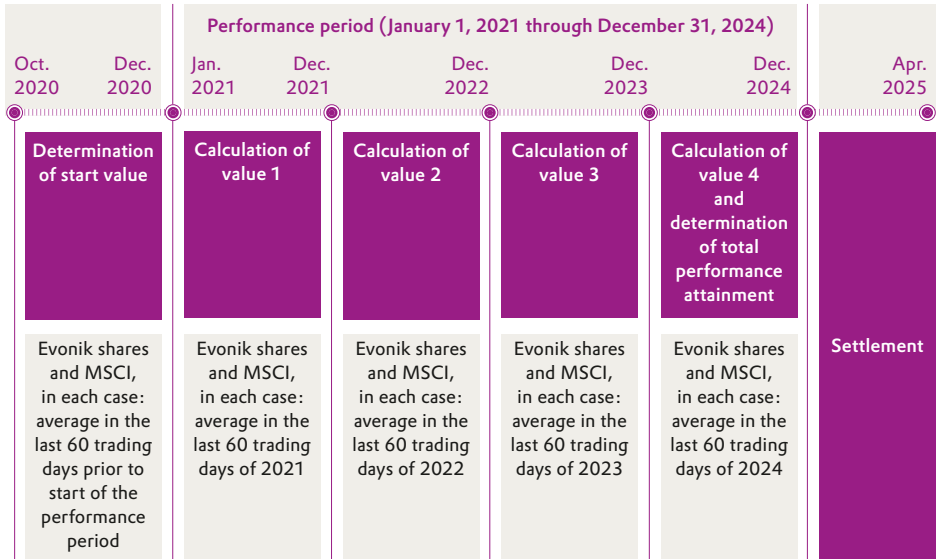 Performance period (January 1, 2021 through December 31, 2024)
Oct.
2020
Dec.
2020
Jan.
2021
Dec.
2021
Dec.
2022
Dec.
2023
Dec.
2024
Apr.
2025
Determination
of start value
Calculation of
value 1
Calculation of
value 2
Calculation of
value 3
Calculation of
value 4
and
determination
of total
performance
attainment
Evonik shares
and MSCI,
in each case:
average in the
last 60 trading
days prior to
start of the
performance
period
Evonik shares
and MSCI,
in each case:
average in the
last 60 trading
days of 2021
Evonik shares
and MSCI,
in each case:
average in the
last 60 trading
days of 2022
Evonik shares
and MSCI,
in each case:
average in the
last 60 trading
days of 2023
Evonik shares
and MSCI,
in each case:
average in the
last 60 trading
days of 2024
Settlement